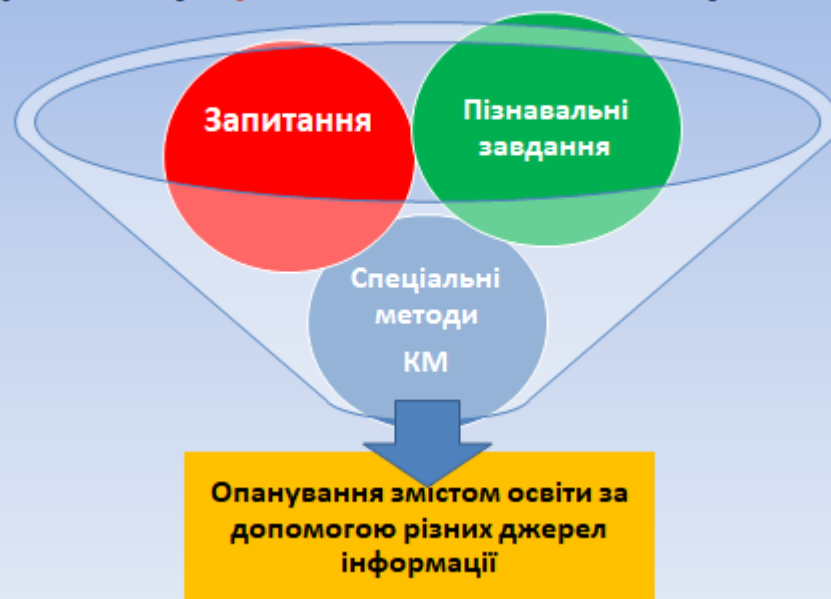 Запитання
Пізнавальні
завдання
Спеціальні
методи
КМ
Опанування змістом освіти за
допомогою різних джерел
інформації